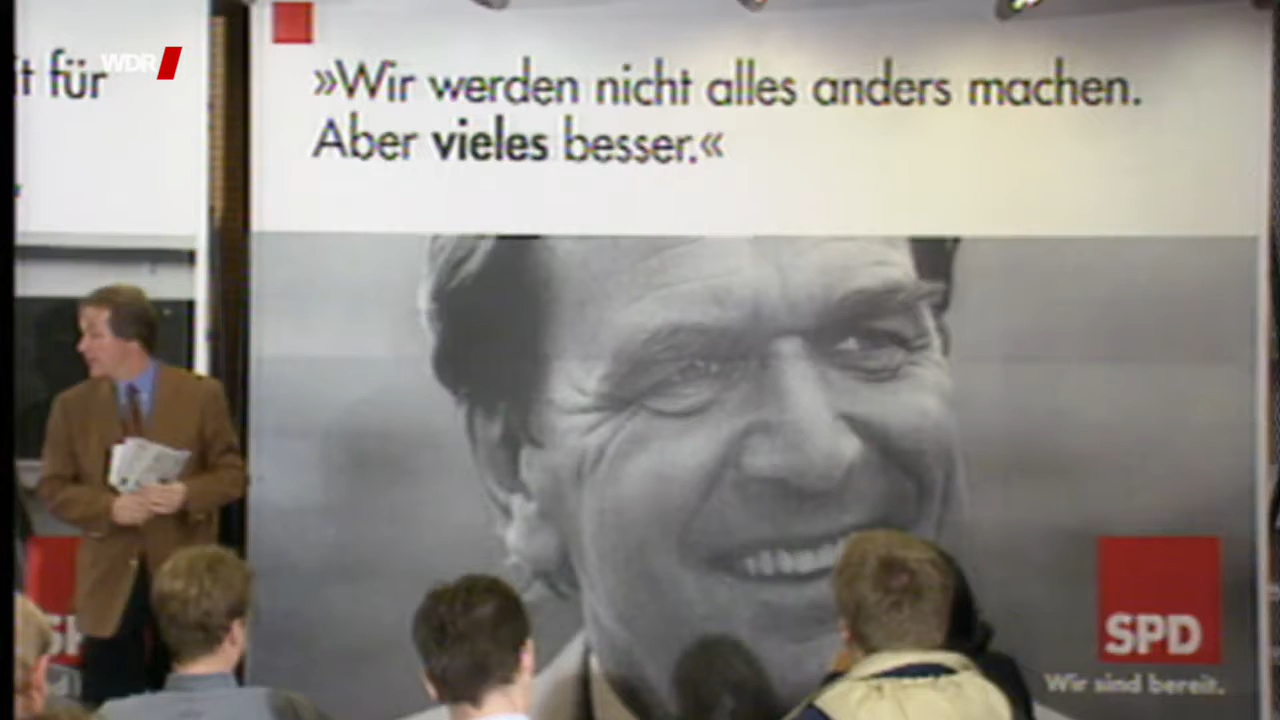 it für
WDR
»Wir werden nicht alles anders machen.
Aber vieles besser.«
SPD
Wir sind bereit.